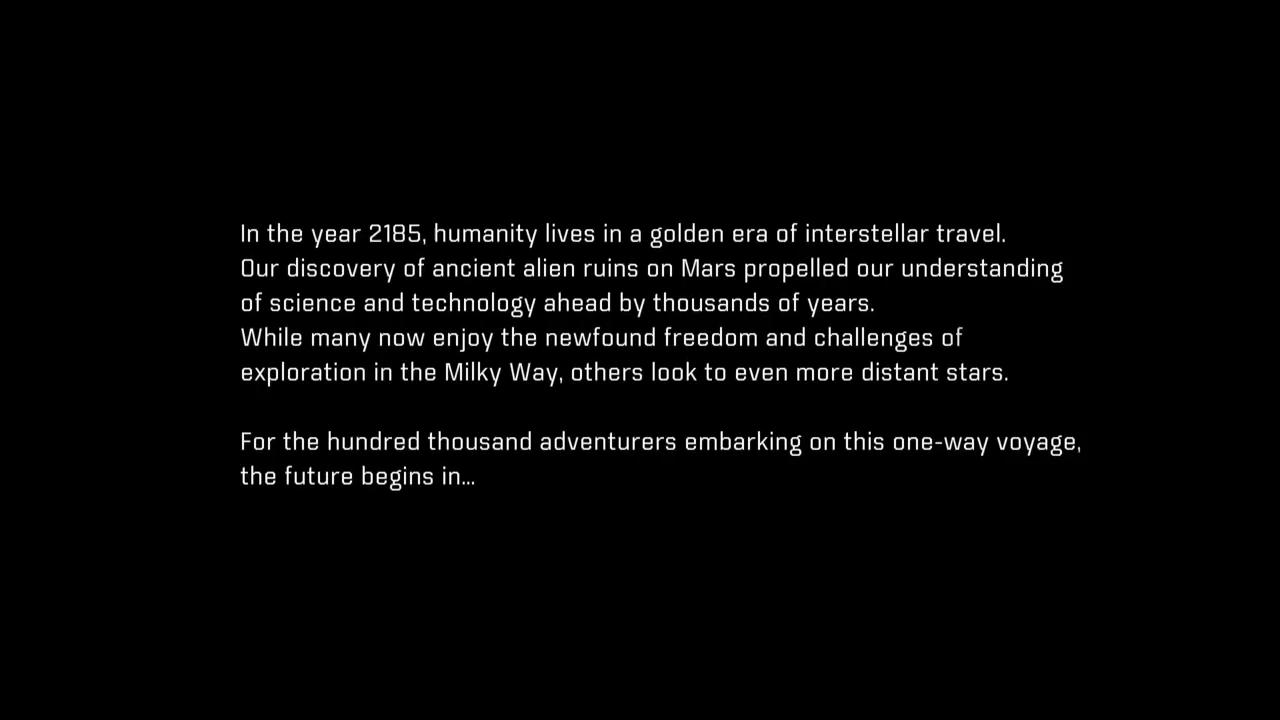 In the year 2185, humanity lives in a golden era of interstellar travel.
Our discovery of ancient alien ruins on Mars propelled our understanding
of science and technology ahead by thousands of years.
While many now enjoy the newfound freedom and challenges of
exploration in the Milky Way, others look to even more distant stars.
For the hundred thousand adventurers embarking on this one-way voyage,
the future begins in...